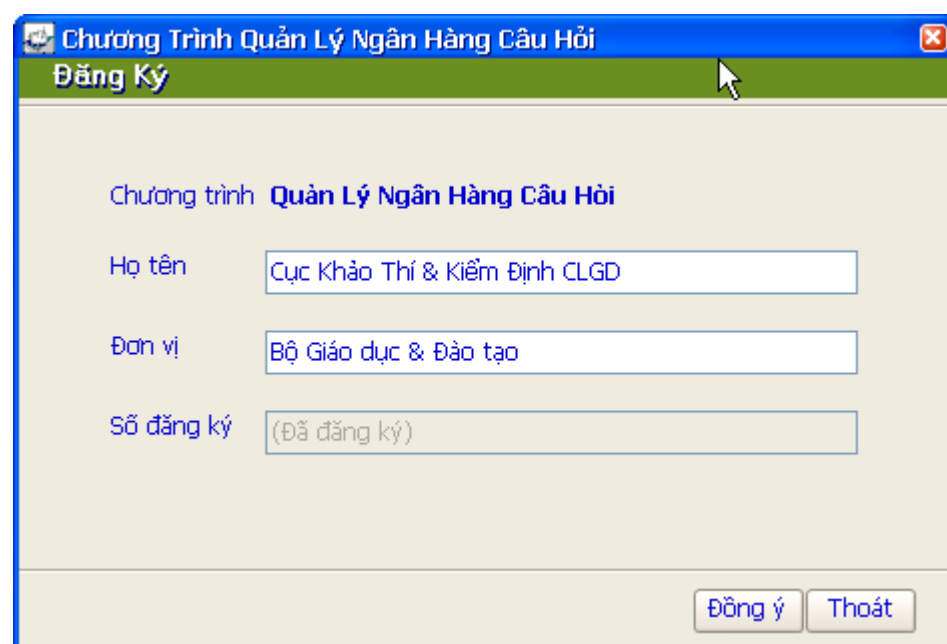 Chương Trình Quản Lý Ngân Hàng Câu Hỏi
Đăng Ký
Chương trình Quản Lý Ngân Hàng Câu Hỏi
Họ tên Cục Khảo Thí & Kiểm Định CLGD
Đơn vị Bộ Giáo dục & Đào tạo
Số đăng ký (Đã đăng ký)
Đồng ý Thoát